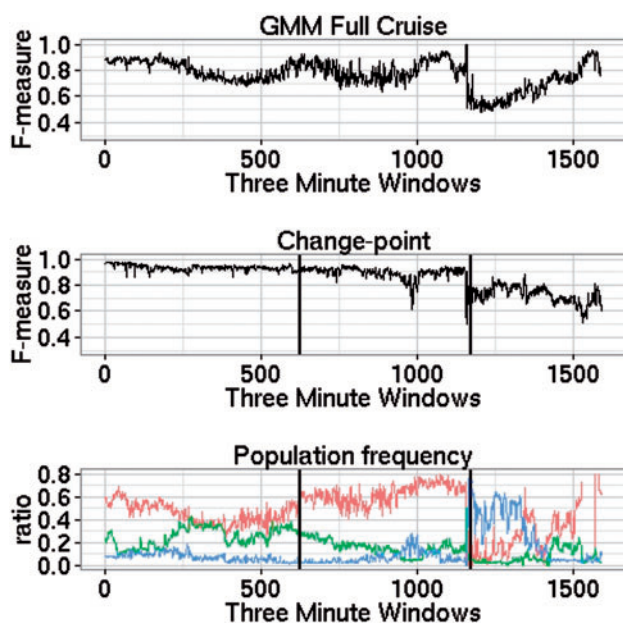 GMM Full Cruise
F-measure
1.0
0.8
0.6
0.4
0 500 1000 1500
Three Minute Windows
Change-point
F-measure
1.0
0.8
0.6
0.4
0 500 1000 1500
Three Minute Windows
Population frequency
ratio
0.8
0.6
0.4
0.2
0.0
0 500 1000 1500
Three Minute Windows